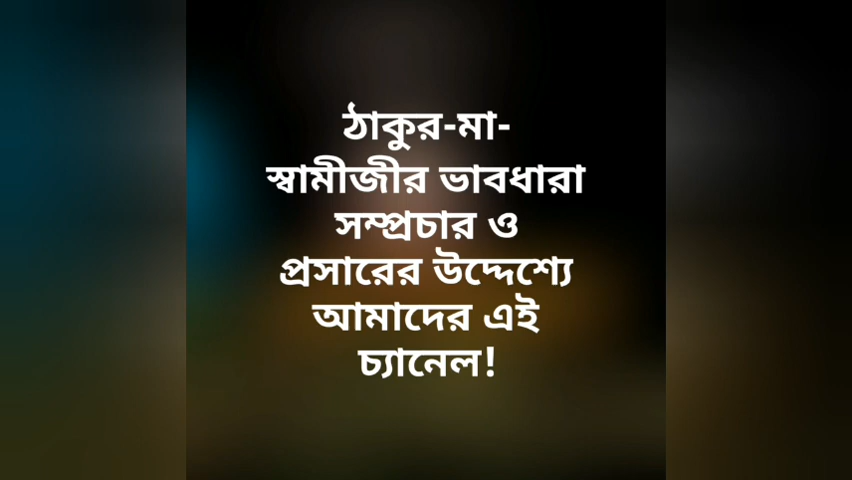 ঠাকুর-মা-
স্বামীজীর ভাবধারা
সম্প্রচার ও
প্রসারের উদ্দেশ্যে
আমাদের এই
চ্যানেল!